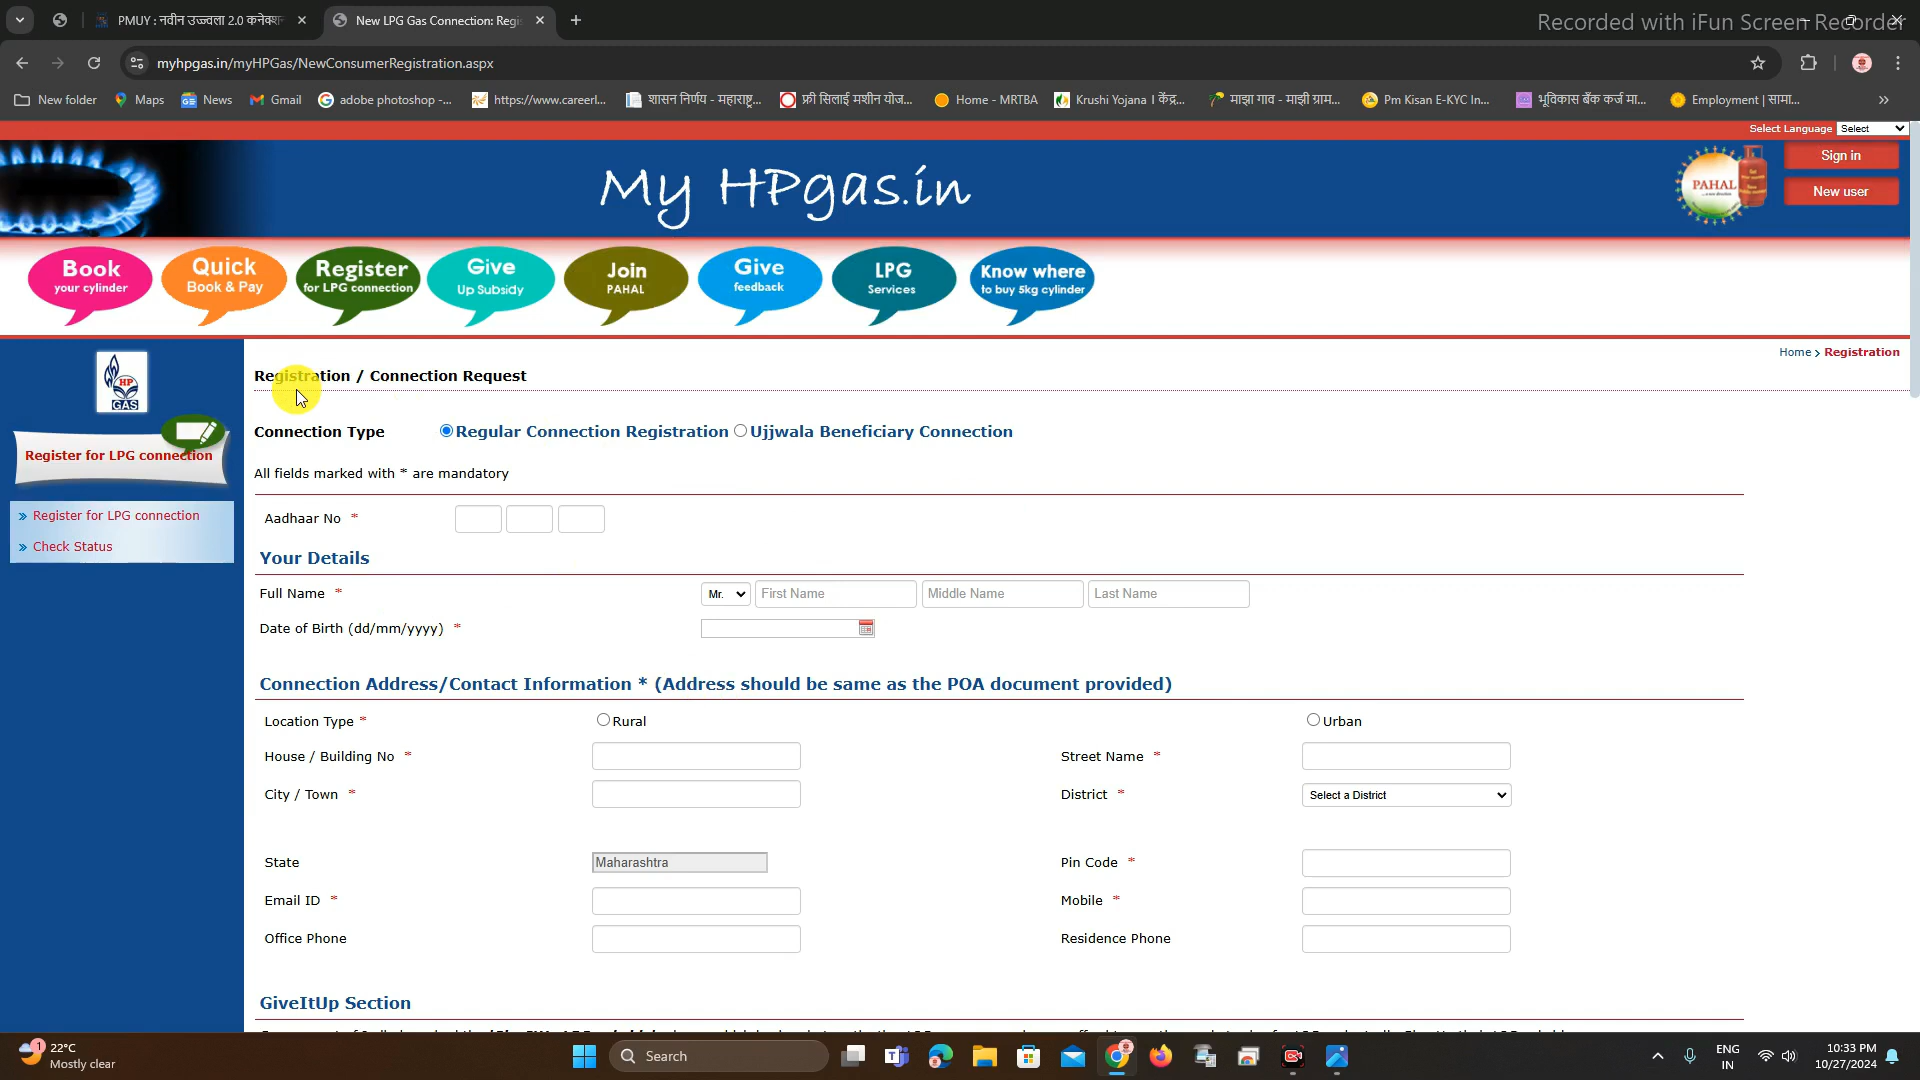 PMUY : नवीन उज्ज्वला 2.0 कनेक्शन
New LPG Gas Connection: Regi
Recorded with iFun Screen Recorder
myhpgas.in/myHPGas/NewConsumerRegistration.aspx
New folder
Maps
News
Gmail
adobe photoshop -...
https://www.careerl...
शासन निर्णय - महाराष्ट्र...
फ्री सिलाई मशीन योज...
Home - MRTBA
Krushi Yojana । केंद्र...
माझा गाव - माझी ग्राम...
Pm Kisan E-KYC In...
भूविकास बँक कर्ज मा...
Employment | सामा...
Select Language
Select
My HPgas.in
PAHAL
Sign in
New user
Book
your cylinder
Quick
Book & Pay
Register
for LPG connection
Give
Up Subsidy
Join
PAHAL
Give
feedback
LPG
Services
Know where
to buy 5kg cylinder
Home > Registration
HP
GAS
Register for LPG connection
» Register for LPG connection
» Check Status
Registration / Connection Request
Connection Type
Regular Connection Registration
Ujjwala Beneficiary Connection
All fields marked with * are mandatory
Aadhaar No *
Your Details
Full Name *
Mr.
First Name
Middle Name
Last Name
Date of Birth (dd/mm/yyyy) *
Connection Address/Contact Information * (Address should be same as the POA document provided)
Location Type *
Rural
Urban
House / Building No *
Street Name *
City / Town *
District *
Select a District
State
Maharashtra
Pin Code *
Email ID *
Mobile *
Office Phone
Residence Phone
GiveItUp Section
1
22°C
Mostly clear
Search
ENG
IN
10:33 PM
10/27/2024